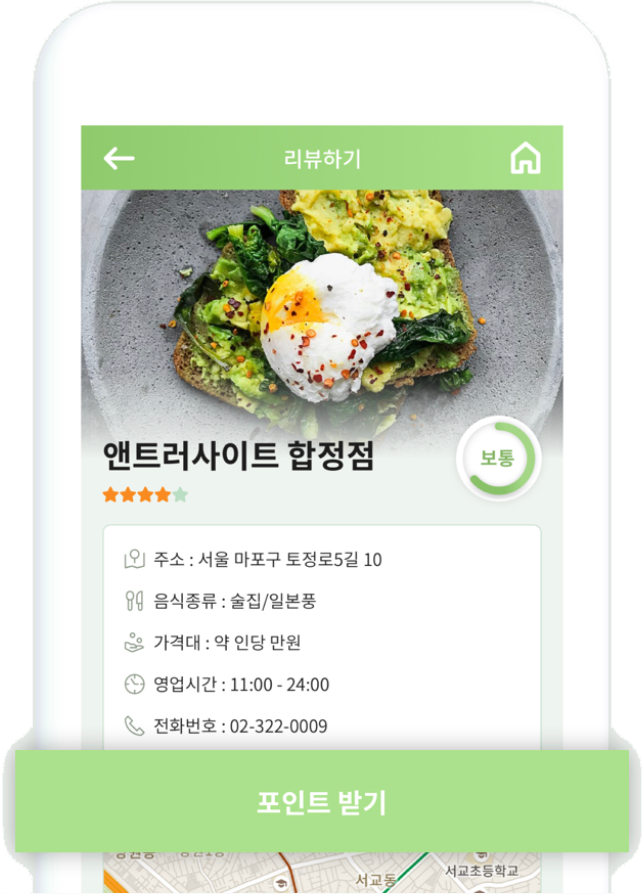 리뷰하기
앤트러사이트 합정점
보통
주소 : 서울 마포구 토정로5길 10
음식종류 : 술집/일본풍
가격대 : 약 인당 만원
영업시간 : 11:00 - 24:00
전화번호 : 02-322-0009
포인트 받기
서교동
서교초등학교